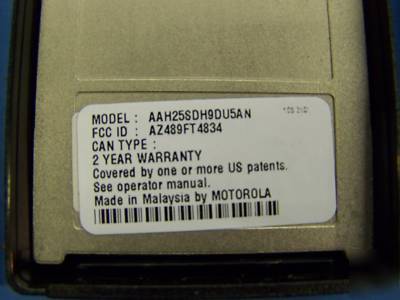 MODEL : AAH25SDH9DU5AN
FCC ID : AZ489FT4834
CAN TYPE :
2 YEAR WARRANTY
Covered by one or more US patents.
See operator manual.
Made in Malaysia by MOTOROLA